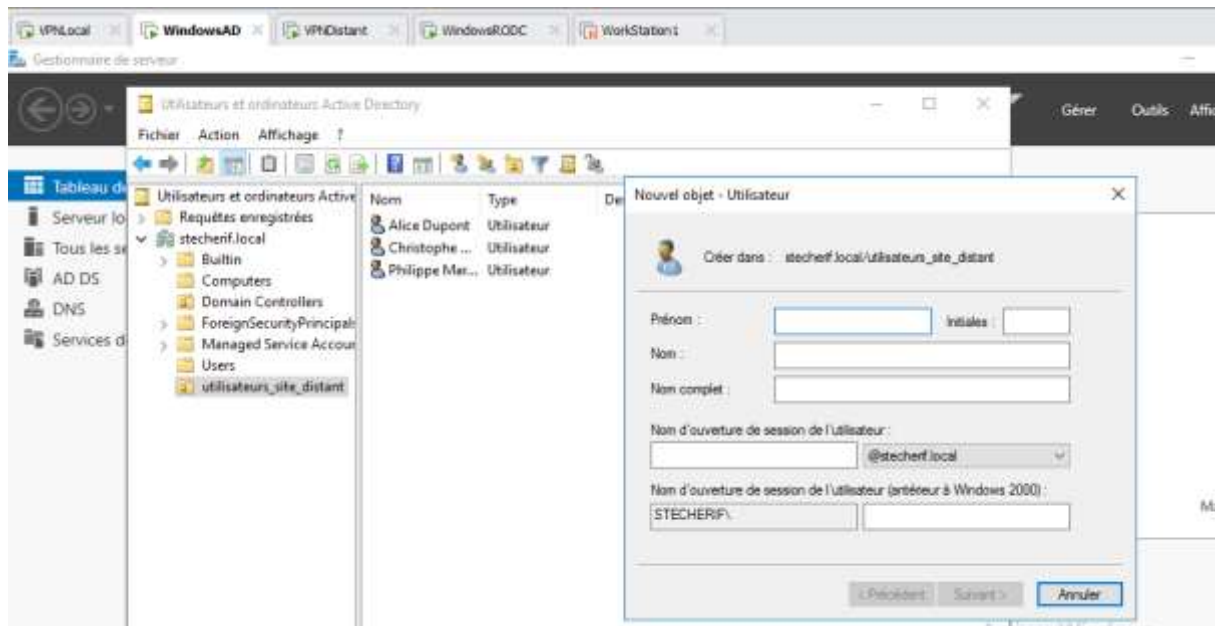 VPNLocal WindowsAD VPNDistant WindowsRODC WorkStation1
Gestionnaire de serveur
Utilisateurs et ordinateurs Active Directory
Gérer Outils Affic
Fichier Action Affichage ?
Tableau de
Serveur lo
Tous les se
AD DS
DNS
Services d
Utilisateurs et ordinateurs Active
Requêtes enregistrées
stecherif.local
Builtin
Computers
Domain Controllers
ForeignSecurityPrincipals
Managed Service Accour
Users
utilisateurs_site_distant
Nom Type De
Alice Dupont Utilisateur
Christophe ... Utilisateur
Philippe Mar... Utilisateur
Nouvel objet - Utilisateur
Créer dans : stecherif.local/utilisateurs_site_distant
Prénom : Initiales :
Nom :
Nom complet :
Nom d'ouverture de session de l'utilisateur :
@stecherif.local
Nom d'ouverture de session de l'utilisateur (antérieur à Windows 2000) :
STECHERIF\
< Précédent Suivant > Annuler
Ma